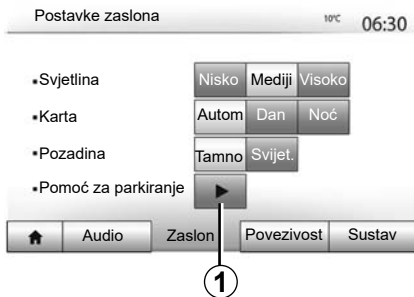 Postavke zaslona 10°C 06:30
▪Svjetlina Nisko Mediji Visoko
▪Karta Autom Dan Noć
▪Pozadina Tamno Svijet.
▪Pomoć za parkiranje
Audio Zaslon Povezivost Sustav
1